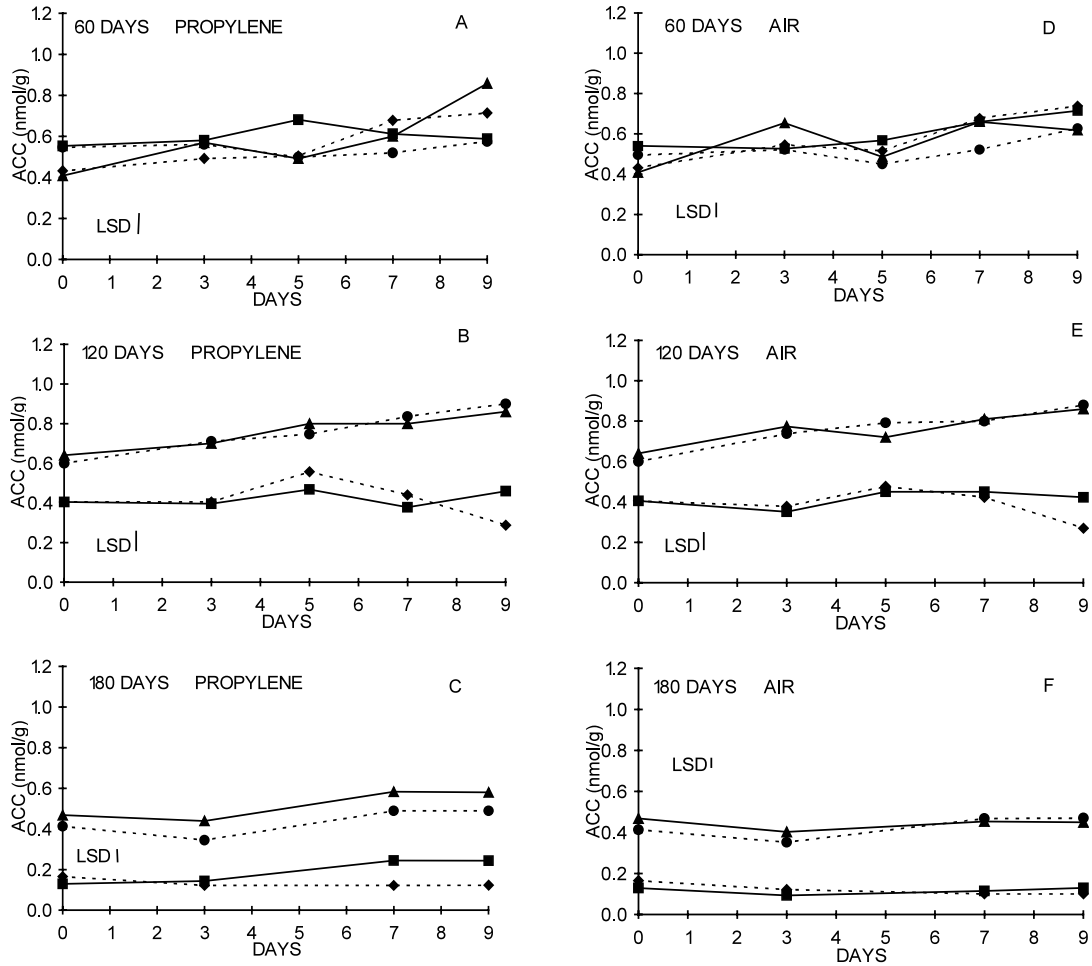 60 DAYS PROPYLENE A
ACC (nmol/g)
1.2
1.0
0.8
0.6
0.4
0.2
0.0
LSD
0 1 2 3 4 5 6 7 8 9
DAYS
60 DAYS AIR D
ACC (nmol/g)
1.2
1.0
0.8
0.6
0.4
0.2
0.0
LSD
0 1 2 3 4 5 6 7 8 9
DAYS
120 DAYS PROPYLENE B
ACC (nmol/g)
1.2
1.0
0.8
0.6
0.4
0.2
0.0
LSD
0 1 2 3 4 5 6 7 8 9
DAYS
120 DAYS AIR E
ACC (nmol/g)
1.2
1.0
0.8
0.6
0.4
0.2
0.0
LSD
0 1 2 3 4 5 6 7 8 9
DAYS
180 DAYS PROPYLENE C
ACC (nmol/g)
1.2
1.0
0.8
0.6
0.4
0.2
0.0
LSD
0 1 2 3 4 5 6 7 8 9
DAYS
180 DAYS AIR F
ACC (nmol/g)
1.2
1.0
0.8
0.6
0.4
0.2
0.0
LSD
0 1 2 3 4 5 6 7 8 9
DAYS